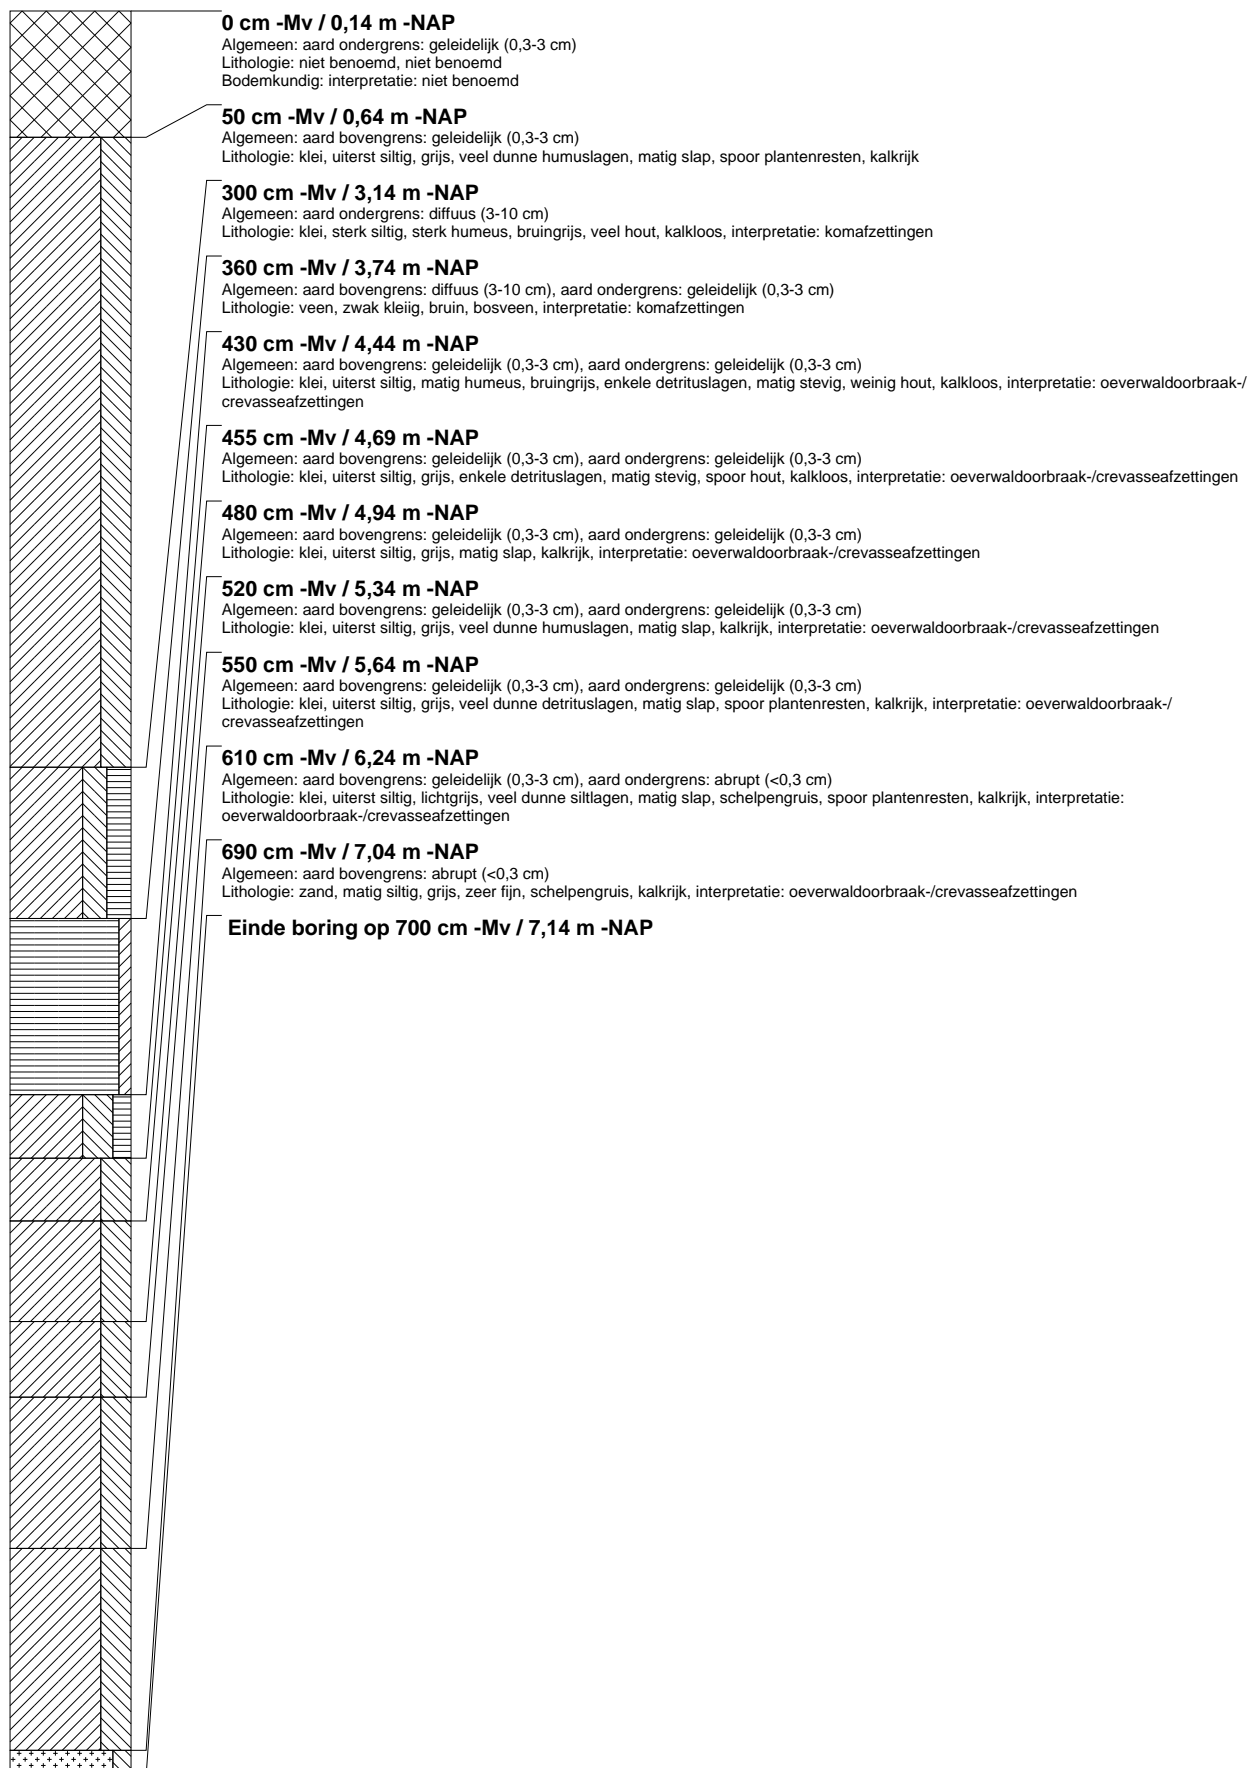 0 cm -Mv / 0,14 m -NAP
Algemeen: aard ondergrens: geleidelijk (0,3-3 cm)
Lithologie: niet benoemd, niet benoemd
Bodemkundig: interpretatie: niet benoemd
50 cm -Mv / 0,64 m -NAP
Algemeen: aard bovengrens: geleidelijk (0,3-3 cm)
Lithologie: klei, uiterst siltig, grijs, veel dunne humuslagen, matig slap, spoor plantenresten, kalkrijk
300 cm -Mv / 3,14 m -NAP
Algemeen: aard ondergrens: diffuus (3-10 cm)
Lithologie: klei, sterk siltig, sterk humeus, bruingrijs, veel hout, kalkloos, interpretatie: komafzettingen
360 cm -Mv / 3,74 m -NAP
Algemeen: aard bovengrens: diffuus (3-10 cm), aard ondergrens: geleidelijk (0,3-3 cm)
Lithologie: veen, zwak kleiig, bruin, bosveen, interpretatie: komafzettingen
430 cm -Mv / 4,44 m -NAP
Algemeen: aard bovengrens: geleidelijk (0,3-3 cm), aard ondergrens: geleidelijk (0,3-3 cm)
Lithologie: klei, uiterst siltig, matig humeus, bruingrijs, enkele detrituslagen, matig stevig, weinig hout, kalkloos, interpretatie: oeverwaldoorbraak-/
crevasseafzettingen
455 cm -Mv / 4,69 m -NAP
Algemeen: aard bovengrens: geleidelijk (0,3-3 cm), aard ondergrens: geleidelijk (0,3-3 cm)
Lithologie: klei, uiterst siltig, grijs, enkele detrituslagen, matig stevig, spoor hout, kalkloos, interpretatie: oeverwaldoorbraak-/crevasseafzettingen
480 cm -Mv / 4,94 m -NAP
Algemeen: aard bovengrens: geleidelijk (0,3-3 cm), aard ondergrens: geleidelijk (0,3-3 cm)
Lithologie: klei, uiterst siltig, grijs, matig slap, kalkrijk, interpretatie: oeverwaldoorbraak-/crevasseafzettingen
520 cm -Mv / 5,34 m -NAP
Algemeen: aard bovengrens: geleidelijk (0,3-3 cm), aard ondergrens: geleidelijk (0,3-3 cm)
Lithologie: klei, uiterst siltig, grijs, veel dunne humuslagen, matig slap, kalkrijk, interpretatie: oeverwaldoorbraak-/crevasseafzettingen
550 cm -Mv / 5,64 m -NAP
Algemeen: aard bovengrens: geleidelijk (0,3-3 cm), aard ondergrens: geleidelijk (0,3-3 cm)
Lithologie: klei, uiterst siltig, grijs, veel dunne detrituslagen, matig slap, spoor plantenresten, kalkrijk, interpretatie: oeverwaldoorbraak-/
crevasseafzettingen
610 cm -Mv / 6,24 m -NAP
Algemeen: aard bovengrens: geleidelijk (0,3-3 cm), aard ondergrens: abrupt (<0,3 cm)
Lithologie: klei, uiterst siltig, lichtgrijs, veel dunne siltlagen, matig slap, schelpengruis, spoor plantenresten, kalkrijk, interpretatie:
oeverwaldoorbraak-/crevasseafzettingen
690 cm -Mv / 7,04 m -NAP
Algemeen: aard bovengrens: abrupt (<0,3 cm)
Lithologie: zand, matig siltig, grijs, zeer fijn, schelpengruis, kalkrijk, interpretatie: oeverwaldoorbraak-/crevasseafzettingen
Einde boring op 700 cm -Mv / 7,14 m -NAP